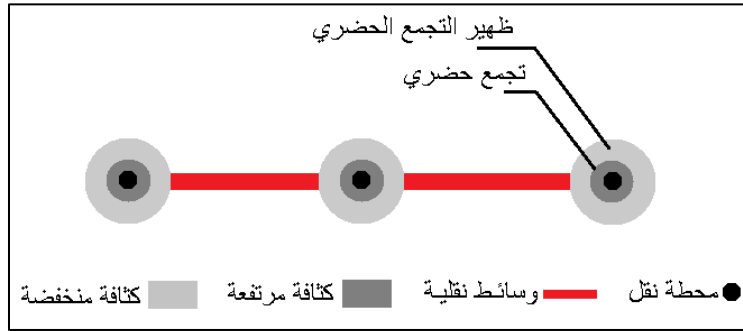 ظهير التجمع الحضري
تجمع حضري
محطة نقل وسائط نقلية كثافة مرتفعة كثافة منخفضة